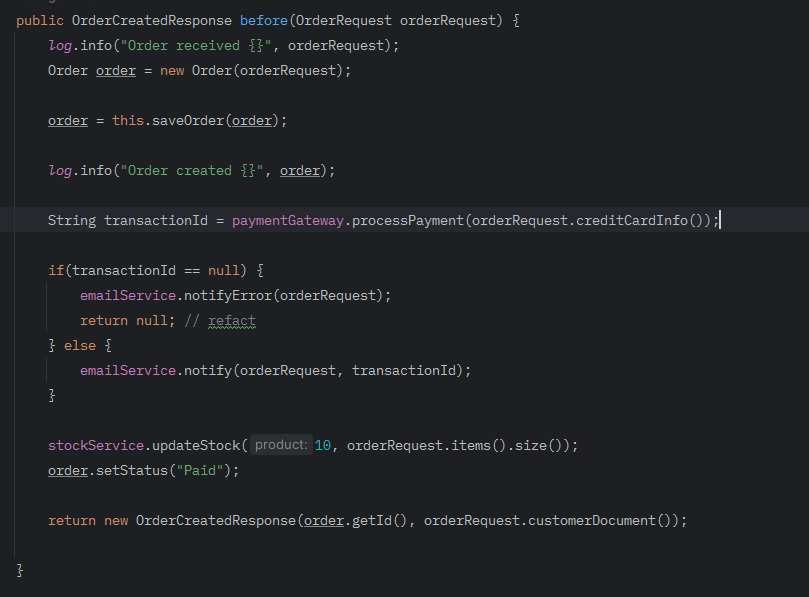 public OrderCreatedResponse before(OrderRequest orderRequest) {
log.info("Order received {}", orderRequest);
Order order = new Order(orderRequest);
order = this.saveOrder(order);
log.info("Order created {}", order);
String transactionId = paymentGateway.processPayment(orderRequest.creditCardInfo());
if(transactionId == null) {
emailService.notifyError(orderRequest);
return null; // refact
} else {
emailService.notify(orderRequest, transactionId);
}
stockService.updateStock( product: 10, orderRequest.items().size());
order.setStatus("Paid");
return new OrderCreatedResponse(order.getId(), orderRequest.customerDocument());
}